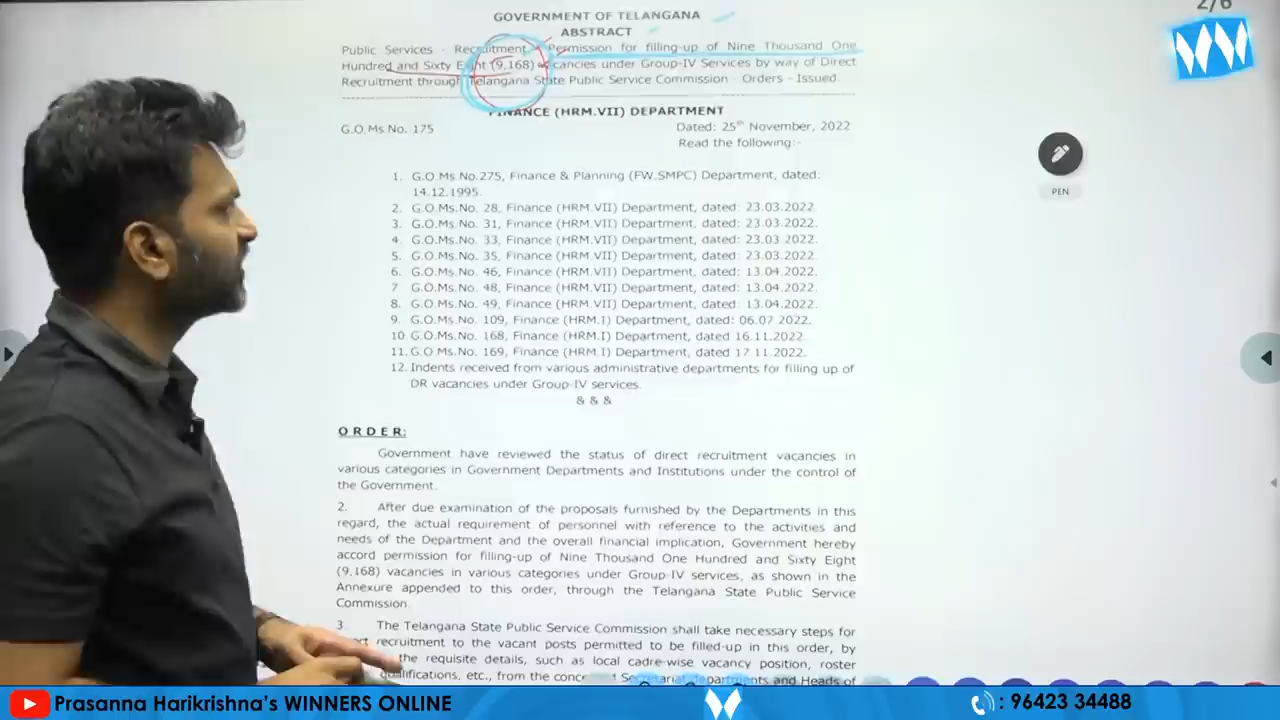 2/6
GOVERNMENT OF TELANGANA
ABSTRACT
Public Services - Recruitment - Permission for filling-up of Nine Thousand One
Hundred and Sixty Eight (9,168) vacancies under Group-IV Services by way of Direct
Recruitment through Telangana State Public Service Commission - Orders - Issued.
FINANCE (HRM.VII) DEPARTMENT
G.O.Ms.No. 175
Dated: 25th November, 2022
Read the following:-
1. G.O.Ms.No.275, Finance & Planning (FW.SMPC) Department, dated:
14.12.1995.
2. G.O.Ms.No. 28, Finance (HRM.VII) Department, dated: 23.03.2022.
3. G.O.Ms.No. 31, Finance (HRM.VII) Department, dated: 23.03.2022.
4. G.O.Ms.No. 33, Finance (HRM.VII) Department, dated: 23.03.2022.
5. G.O.Ms.No. 35, Finance (HRM.VII) Department, dated: 23.03.2022.
6. G.O.Ms.No. 46, Finance (HRM.VII) Department, dated: 13.04.2022.
7. G.O.Ms.No. 48, Finance (HRM.VII) Department, dated: 13.04.2022.
8. G.O.Ms.No. 49, Finance (HRM.VII) Department, dated: 13.04.2022.
9. G.O.Ms.No. 109, Finance (HRM.I) Department, dated: 06.07.2022.
10. G.O.Ms.No. 168, Finance (HRM.I) Department, dated 16.11.2022.
11. G.O.Ms.No. 169, Finance (HRM.I) Department, dated 17.11.2022.
12. Indents received from various administrative departments for filling up of
DR vacancies under Group-IV services.
& & &
ORDER:
Government have reviewed the status of direct recruitment vacancies in
various categories in Government Departments and Institutions under the control of
the Government.
2. After due examination of the proposals furnished by the Departments in this
regard, the actual requirement of personnel with reference to the activities and
needs of the Department and the overall financial implication, Government hereby
accord permission for filling-up of Nine Thousand One Hundred and Sixty Eight
(9,168) vacancies in various categories under Group-IV services, as shown in the
Annexure appended to this order, through the Telangana State Public Service
Commission.
3. The Telangana State Public Service Commission shall take necessary steps for
recruitment to the vacant posts permitted to be filled-up in this order, by
the requisite details, such as local cadre-wise vacancy position, roster
qualifications, etc., from the Secretariat departments and Heads of
PEN
Prasanna Harikrishna's WINNERS ONLINE
: 96423 34488